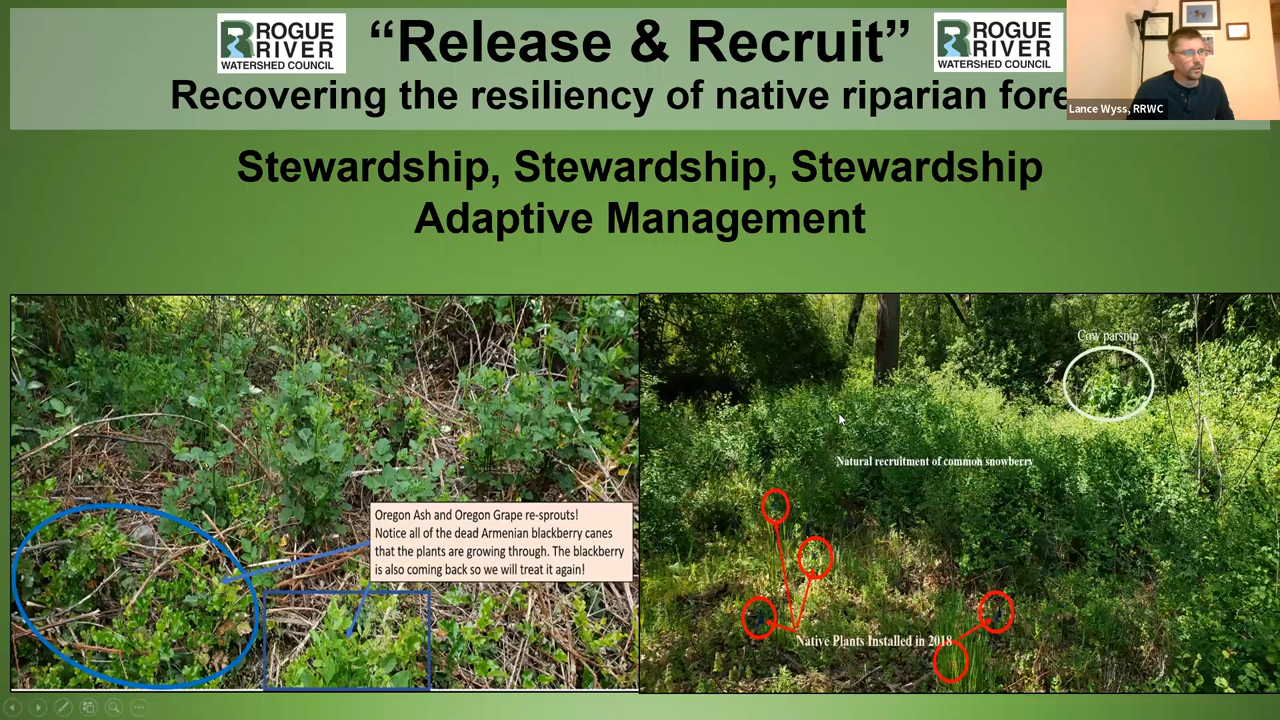 ROGUE
RIVER
WATERSHED COUNCIL
“Release & Recruit”
ROGUE
RIVER
WATERSHED COUNCIL
Recovering the resiliency of native riparian fore
Lance Wyss, RRWC
Stewardship, Stewardship, Stewardship
Adaptive Management
Oregon Ash and Oregon Grape re-sprouts!
Notice all of the dead Armenian blackberry canes
that the plants are growing through. The blackberry
is also coming back so we will treat it again!
Cow parsnip
Natural recruitment of common snowberry
Native Plants Installed in 2018